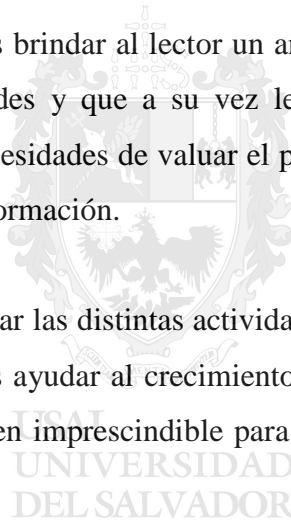 s brindar al lector un
des y que a su vez le
esidades de valuar el p
ormación.
ar las distintas activida
s ayudar al crecimiento
en imprescindible para
USAL
UNIVERSIDAD
DEL SALVADOR